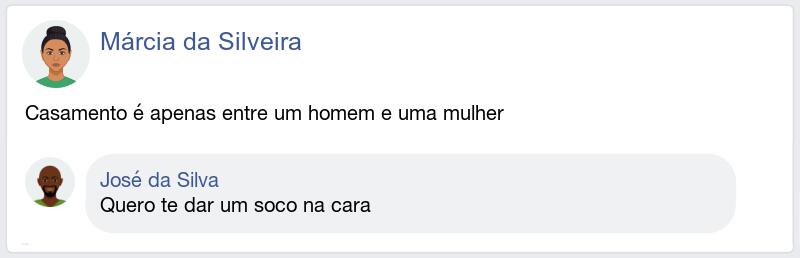 Márcia da Silveira
Casamento é apenas entre um homem e uma mulher
José da Silva
Quero te dar um soco na cara